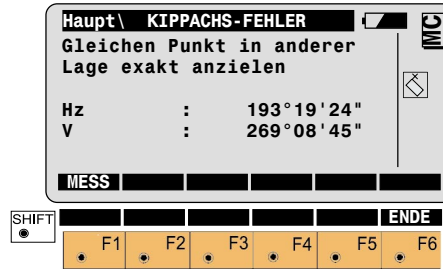 Haupt\ KIPPACHS-FEHLER
MC
Gleichen Punkt in anderer
Lage exakt anzielen
Hz : 193°19'24"
V : 269°08'45"
MESS
SHIFT ENDE
F1 F2 F3 F4 F5 F6